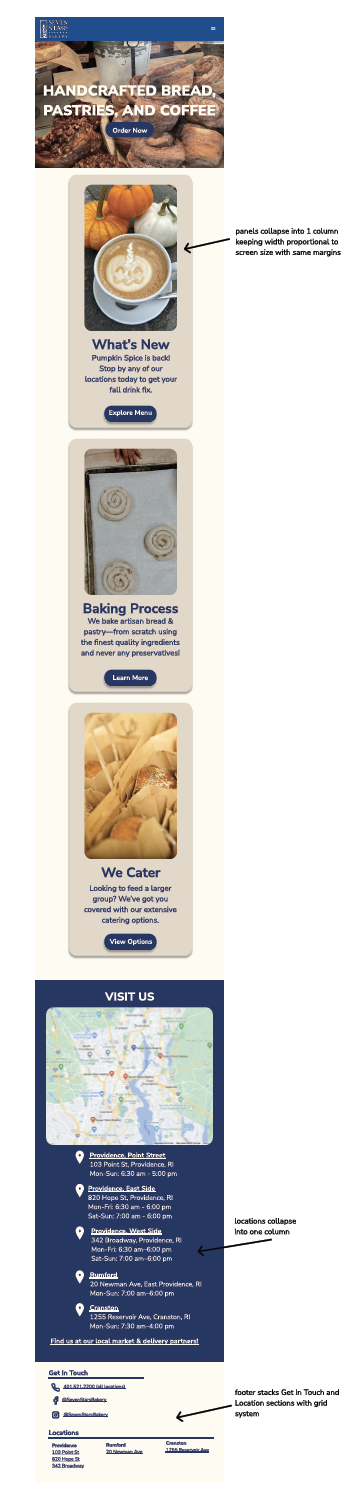 SEVEN
STARS
BAKERY
HANDCRAFTED BREAD,
PASTRIES, AND COFFEE
Order Now
panels collapse into 1 column
keeping width proportional to
screen size with same margins
What's New
Pumpkin Spice is back!
Stop by any of our
locations today to get your
fall drink fix.
Explore Menu
Baking Process
We bake artisan bread &
pastry—from scratch using
the finest quality ingredients
and never any preservatives!
Learn More
We Cater
Looking to feed a larger
group? We've got you
covered with our extensive
catering options.
View Options
VISIT US
Providence, Point Street
103 Point St, Providence, RI
Mon-Sun: 6:30 am - 5:00 pm
Providence, East Side
820 Hope St, Providence, RI
Mon-Fri: 6:30 am - 6:00 pm
Sat-Sun: 7:00 am - 6:00 pm
Providence, West Side
342 Broadway, Providence, RI
Mon-Fri: 6:30 am–6:00 pm
Sat-Sun: 7:00 am–6:00 pm
locations collapse
into one column
Rumford
20 Newman Ave, East Providence, RI
Mon-Sun: 7:00 am–6:00 pm
Cranston
1255 Reservoir Ave, Cranston, RI
Mon-Sun: 7:30 am–4:00 pm
Find us at our local market & delivery partners!
Get In Touch
401.521.2200 (all locations)
@SevenStarsBakery
@SevenStarsBakery
footer stacks Get In Touch and
Location sections with grid
system
Locations
Providence
103 Point St
820 Hope St
342 Broadway
Rumford
20 Newman Ave
Cranston
1255 Reservoir Ave